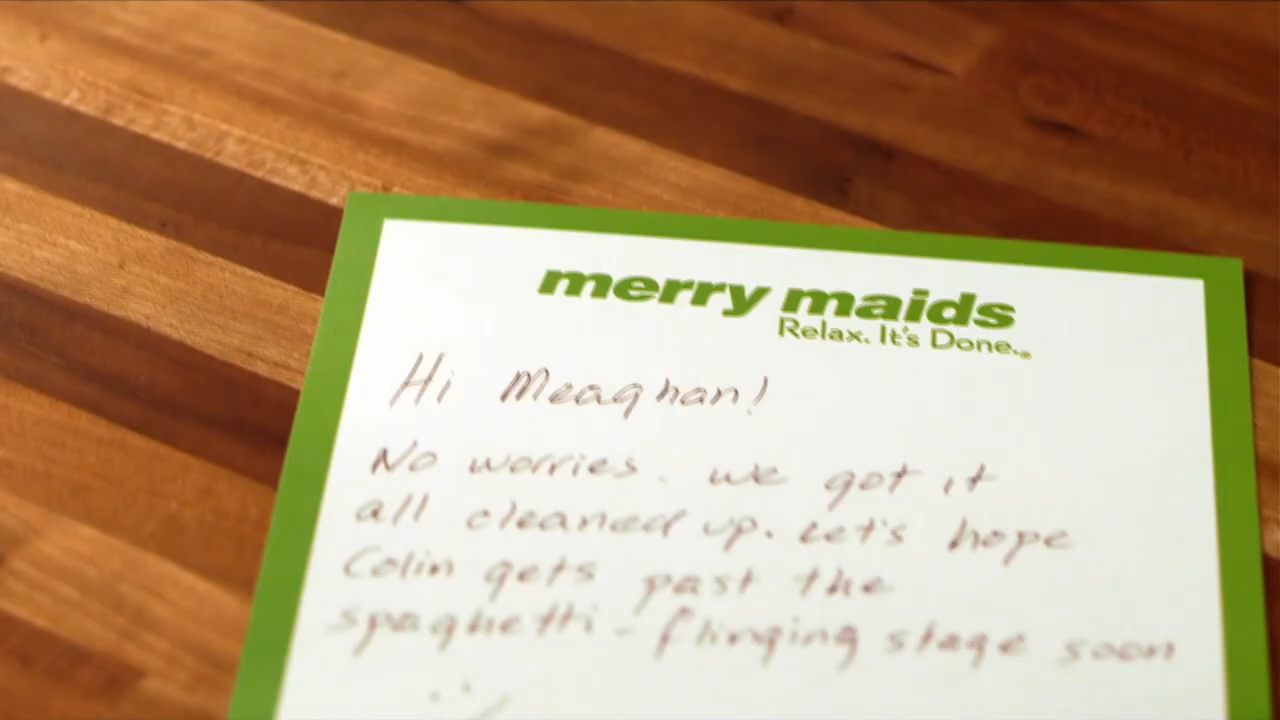 merry maids
Relax. It's Done.®
Hi Meaghan!
No worries. we got it
all cleaned up. Let's hope
Colin gets past the
spaghetti-flinging stage soon